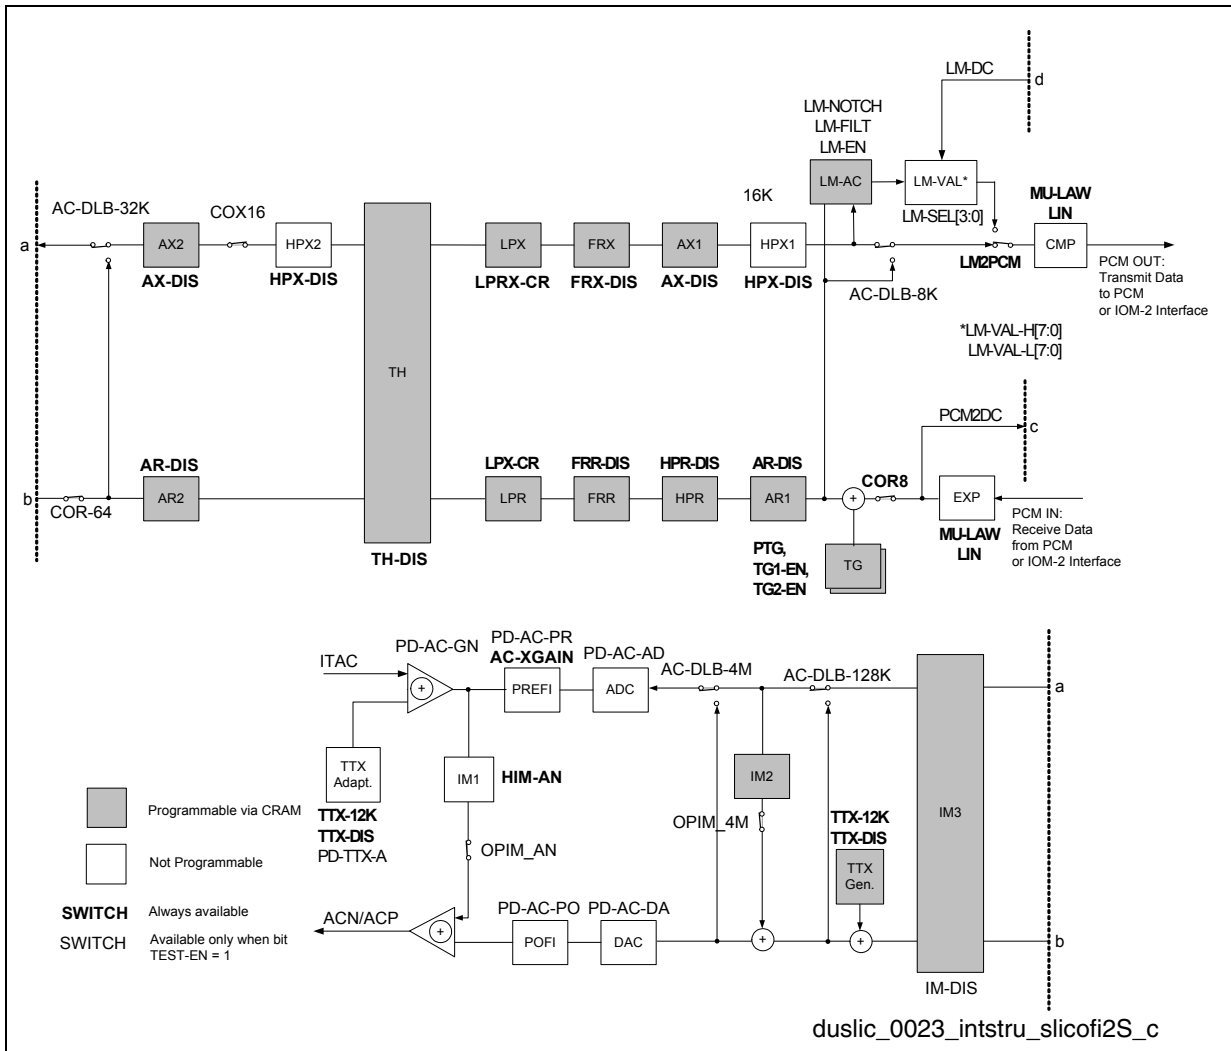 LM-DC
d
LM-NOTCH
LM-FILT
LM-EN
LM-AC
LM-VAL*
LM-SEL[3:0]
MU-LAW
LIN
16K
AC-DLB-32K
COX16
a
AX2
HPX2
LPX
FRX
AX1
HPX1
CMP
AX-DIS
HPX-DIS
LPRX-CR
FRX-DIS
AX-DIS
HPX-DIS
LM2PCM
AC-DLB-8K
PCM OUT:
Transmit Data
to PCM
or IOM-2 Interface
*LM-VAL-H[7:0]
LM-VAL-L[7:0]
TH
PCM2DC
c
AR-DIS
LPX-CR
FRR-DIS
HPR-DIS
AR-DIS
COR8
b
AR2
LPR
FRR
HPR
AR1
+
EXP
COR-64
PCM IN:
Receive Data
from PCM
or IOM-2 Interface
MU-LAW
LIN
TH-DIS
PTG,
TG1-EN,
TG2-EN
TG
PD-AC-GN
PD-AC-PR
AC-XGAIN
PD-AC-AD
AC-DLB-4M
AC-DLB-128K
ITAC
+
PREFI
ADC
a
TTX
Adapt.
IM1
HIM-AN
IM2
IM3
TTX-12K
TTX-DIS
PD-TTX-A
OPIM_AN
OPIM_4M
TTX-12K
TTX-DIS
TTX
Gen.
Programmable via CRAM
Not Programmable
SWITCH
Always available
SWITCH
Available only when bit
TEST-EN = 1
ACN/ACP
PD-AC-PO
PD-AC-DA
+
POFI
DAC
+
+
b
IM-DIS
duslic_0023_intstru_slicofi2S_c